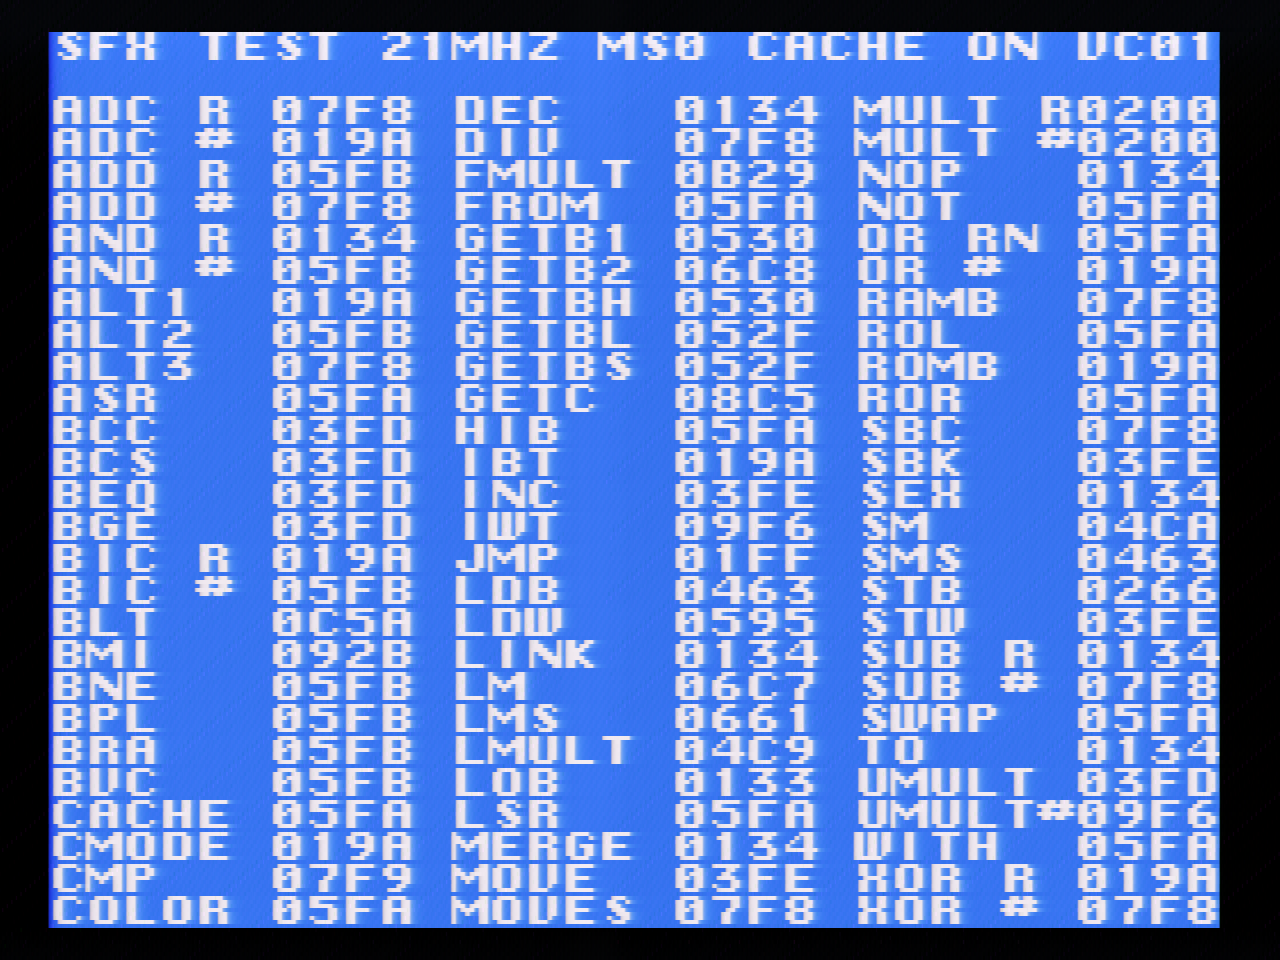 SFX TEST 21MHZ MS0 CACHE ON VC01
ADC R 07F8 DEC 0134 MULT R0200
ADC # 019A DIV 07F8 MULT #0200
ADD R 05FB FMULT 0B29 NOP 0134
ADD # 07F8 FROM 05FA NOT 05FA
AND R 0134 GETB1 0530 OR RN 05FA
AND # 05FB GETB2 06C8 OR # 019A
ALT1 019A GETBH 0530 RAMB 07F8
ALT2 05FB GETBL 052F ROL 05FA
ALT3 07F8 GETBS 052F ROMB 019A
ASR 05FA GETC 08C5 ROR 05FA
BCC 03FD HIB 05FA SBC 07F8
BCS 03FD IBT 019A SBK 03FE
BEQ 03FD INC 03FE SEX 0134
BGE 03FD IWT 09F6 SM 04CA
BIC R 019A JMP 01FF SMS 0463
BIC # 05FB LDB 0463 STB 0266
BLT 0C5A LDW 0595 STW 03FE
BMI 092B LINK 0134 SUB R 0134
BNE 05FB LM 06C7 SUB # 07F8
BPL 05FB LMS 0661 SWAP 05FA
BRA 05FB LMULT 04C9 TO 0134
BVC 05FB LOB 0133 UMULT 03FD
CACHE 05FA LSR 05FA UMULT#09F6
CMODE 019A MERGE 0134 WITH 05FA
CMP 07F9 MOVE 03FE XOR R 019A
COLOR 05FA MOVES 07F8 XOR # 07F8